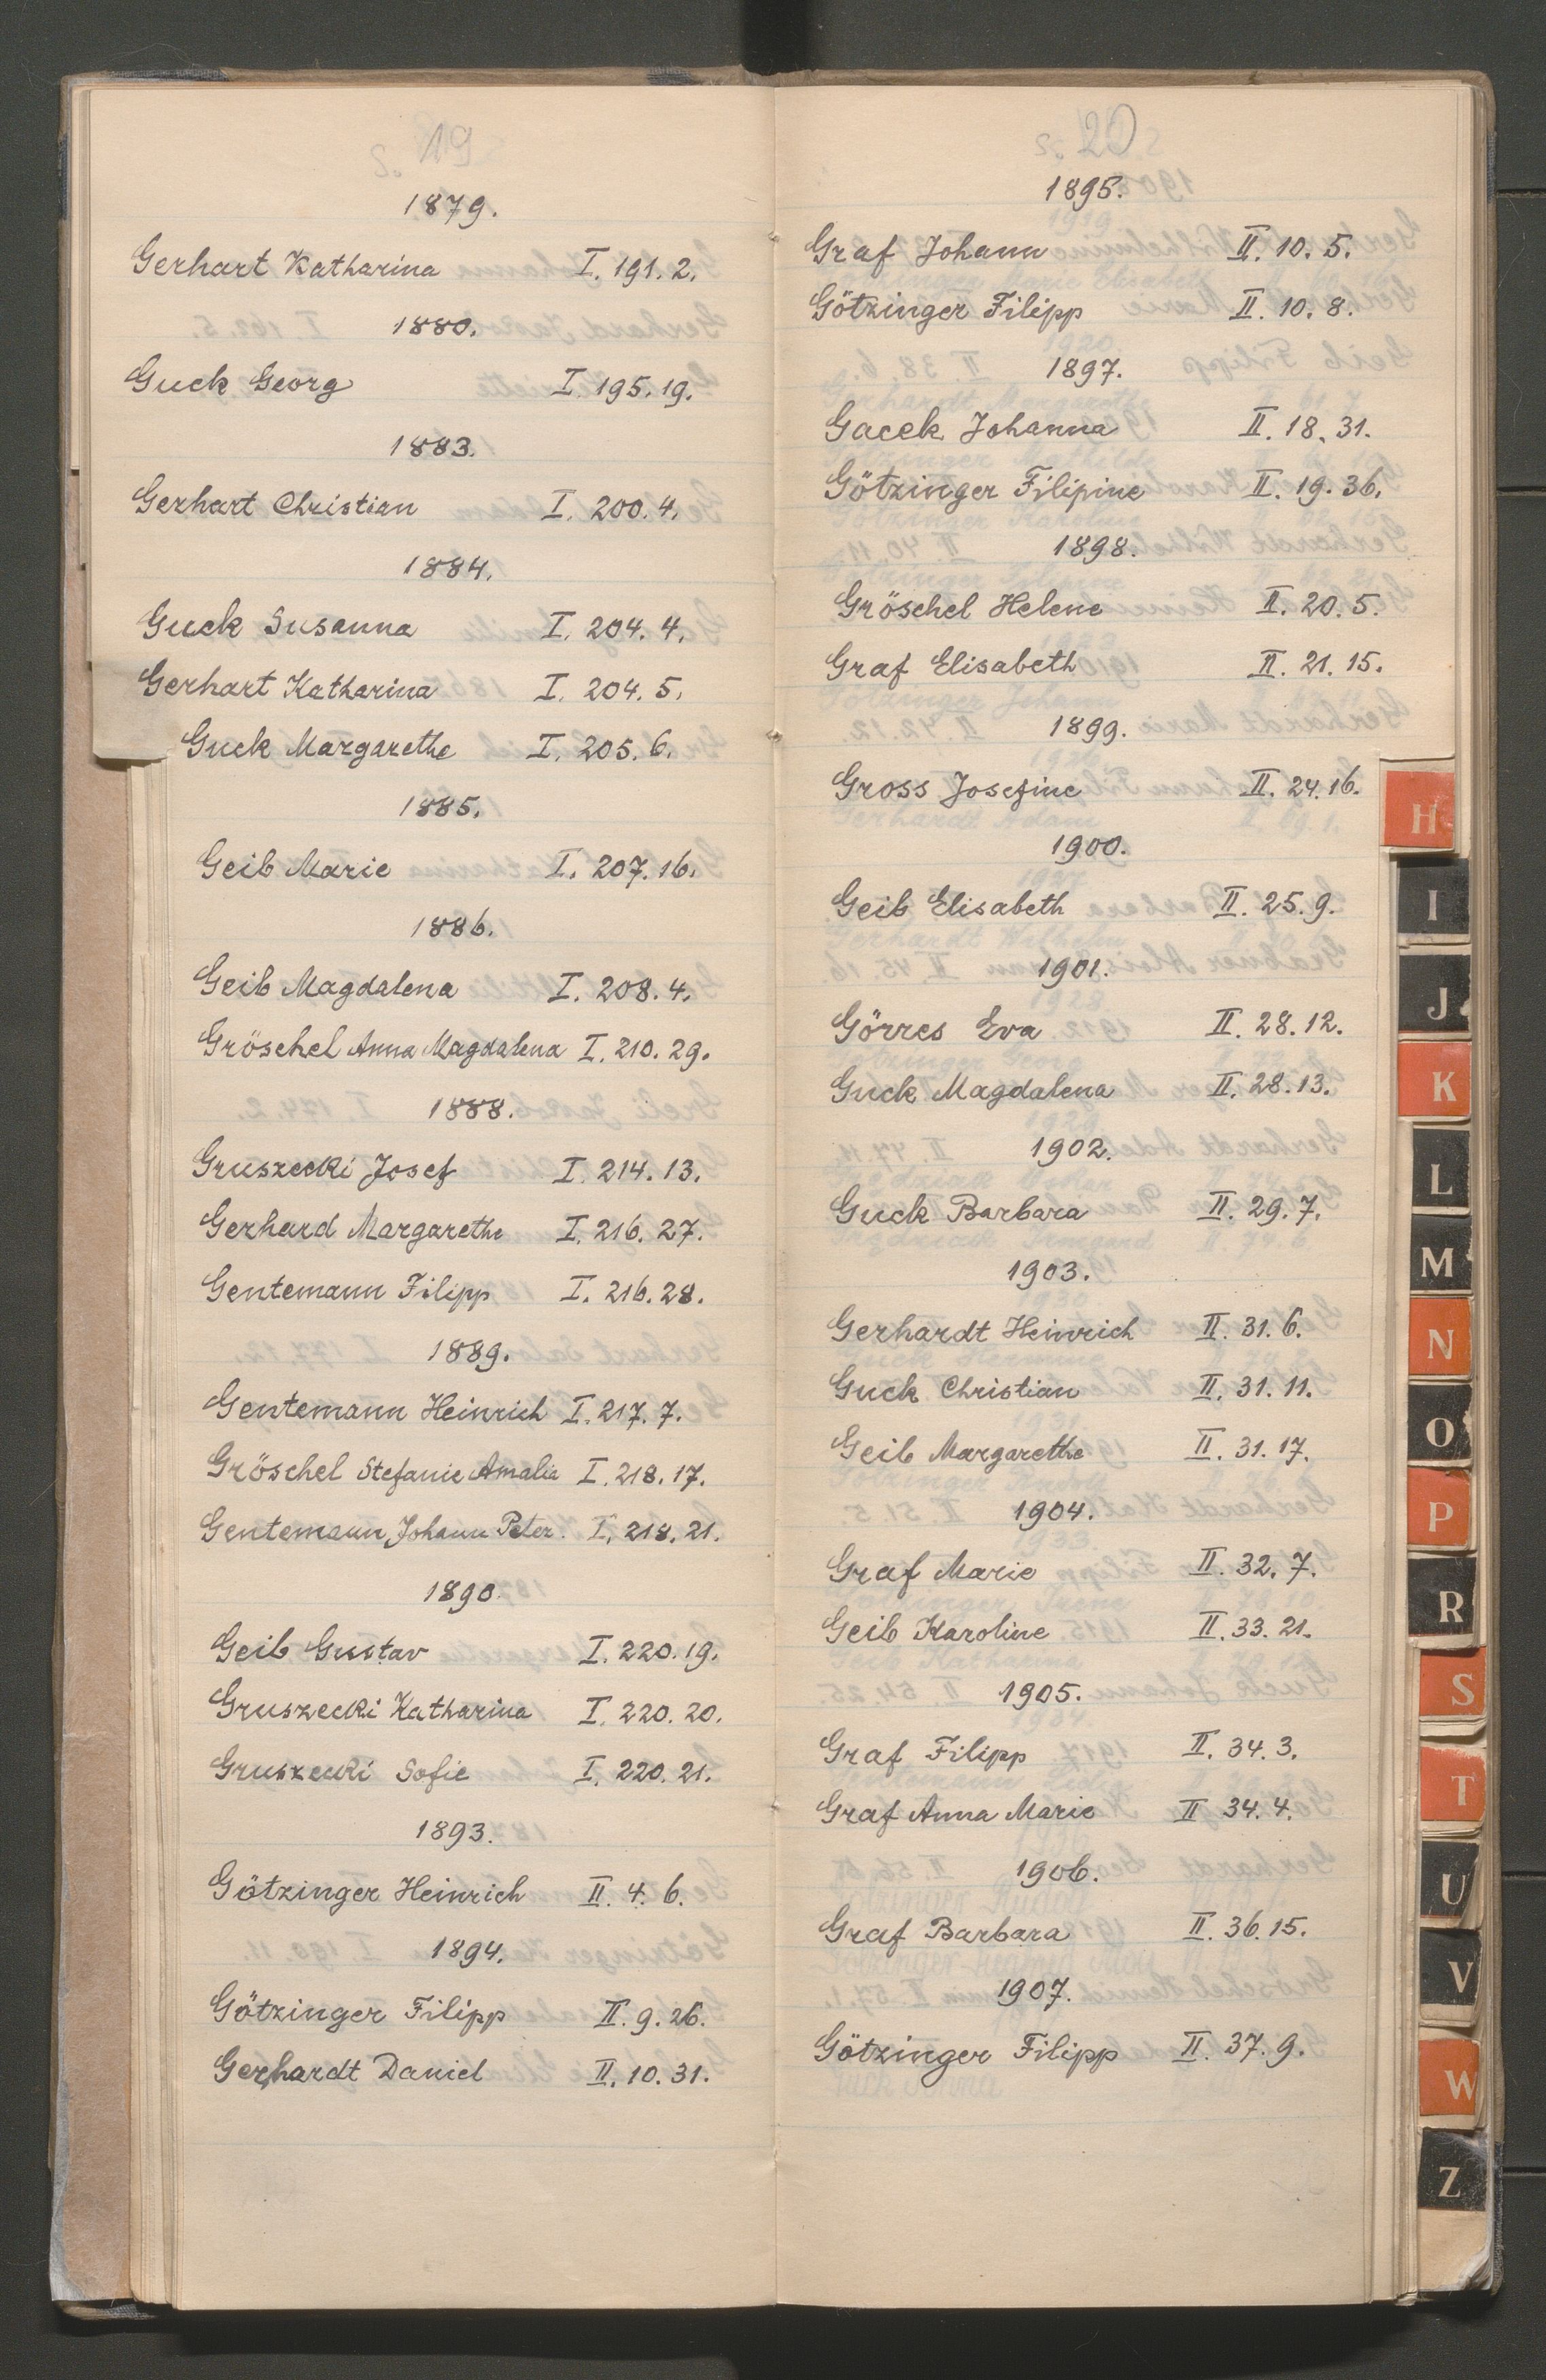 19
1879.
Gerhart Katharina I. 191. 2.
1880.
Guck Georg I. 195. 19.
1883.
Gerhart Christian I. 200. 4.
1884.
Guck Susanna I. 204. 4.
Gerhart Katharina I. 204. 5.
Guck Margarethe I. 205. 6.
1885.
Geib Marie I. 207. 16.
1886.
Geib Magdalena I. 208. 4.
Gröschel Anna Magdalena I. 210. 29.
1888.
Gruszecki Josef I. 214. 13.
Gerhard Margarethe I. 216. 27.
Gentemann Filipp I. 216. 28.
1889.
Gentemann Heinrich I. 217. 7.
Gröschel Stefanie Amalia I. 218. 17.
Gentemann Johann Peter. I. 218. 21.
1890.
Geib Gustav I. 220. 19.
Gruszecki Katharina I. 220. 20.
Gruszecki Sofie I. 220. 21.
1893.
Götzinger Heinrich II. 4. 6.
1894.
Götzinger Filipp II. 9. 26.
Gerhardt Daniel II. 10. 31.
20
1895.
Graf Johann II. 10. 5.
Götzinger Filipp II. 10. 8.
1897.
Gacek Johanna II. 18. 31.
Götzinger Filipine II. 19. 36.
1898.
Gröschel Helene II. 20. 5.
Graf Elisabeth II. 21. 15.
1899.
Gross Josefine II. 24. 16.
1900.
Geib Elisabeth II. 25. 9.
1901.
Görres Eva II. 28. 12.
Guck Magdalena II. 28. 13.
1902.
Guck Barbara II. 29. 7.
1903.
Gerhardt Heinrich II. 31. 6.
Guck Christian II. 31. 11.
Geib Margarethe II. 31. 17.
1904.
Graf Marie II. 32. 7.
Geib Karoline II. 33. 21.
1905.
Graf Filipp II. 34. 3.
Graf Anna Marie II 34. 4.
1906.
Graf Barbara II. 36. 15.
1907.
Götzinger Filipp II. 37. 9.
H
I
J
K
L
M
N
O
P
R
S
T
U
V
W
Z